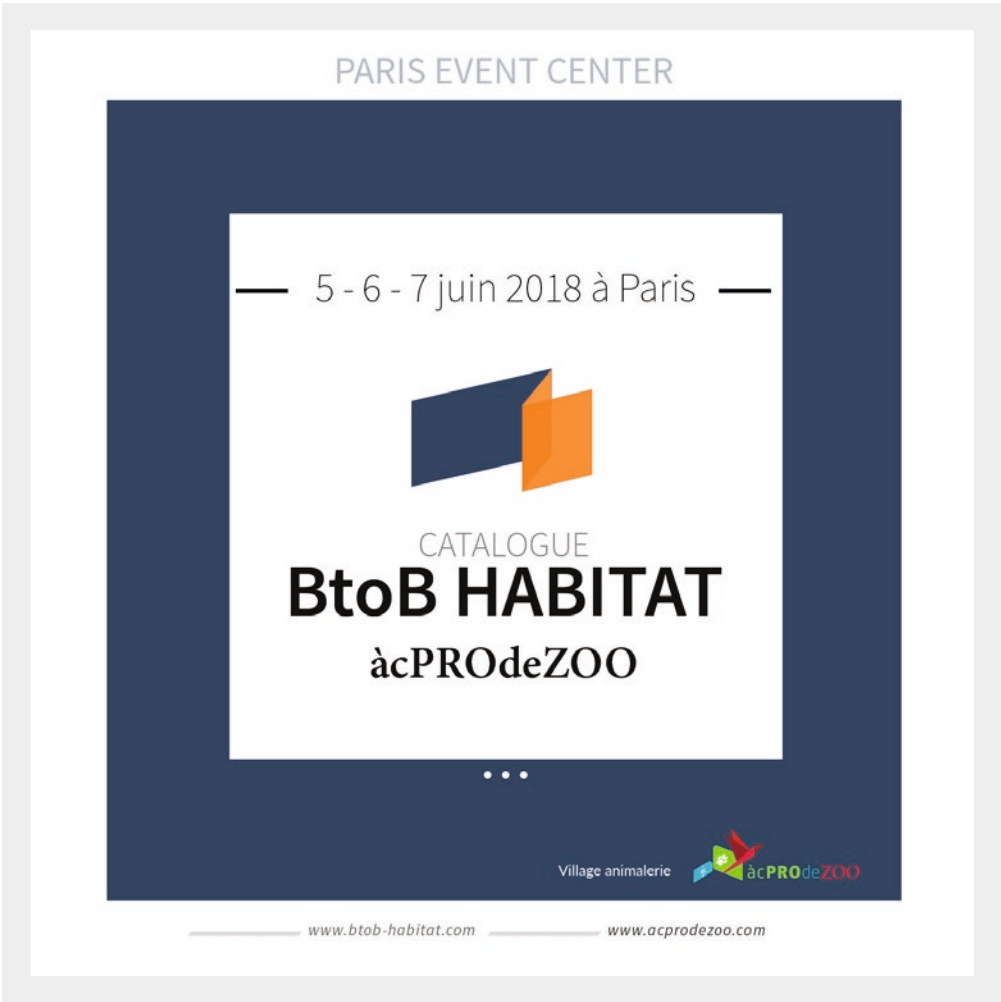 PARIS EVENT CENTER
5 - 6 - 7 juin 2018 à Paris
CATALOGUE
BtoB HABITAT
àcPROdeZOO
Village animalerie àcPROdeZOO
www.btob-habitat.com www.acprodezoo.com